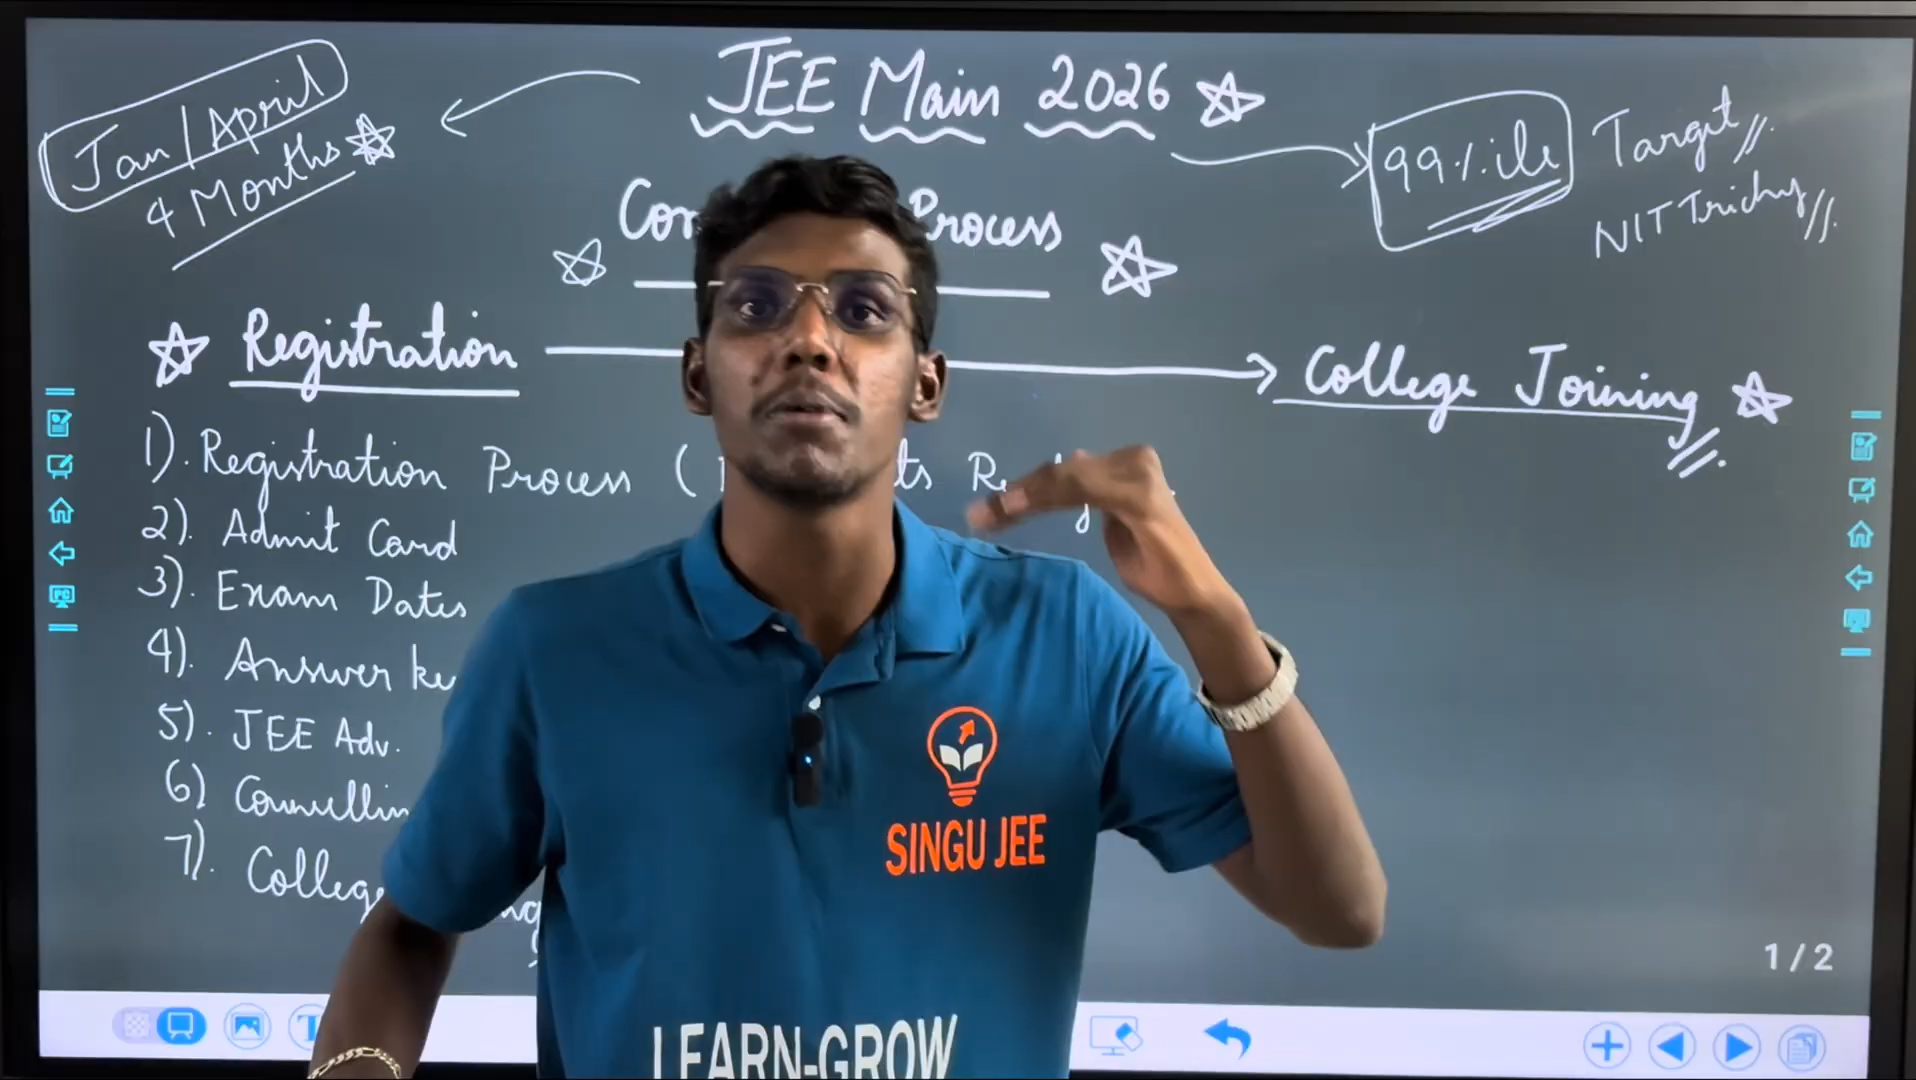 JEE Main 2026
Jan / April
4 Months
99%ile Target
NIT Trichy
Process
Registration
College Joining
1). Registration Process (
2). Admit Card
3). Exam Dates
4). Answer
5). JEE Adv.
6)
7). College
SINGU JEE
LEARN-GROW
1/2
PC